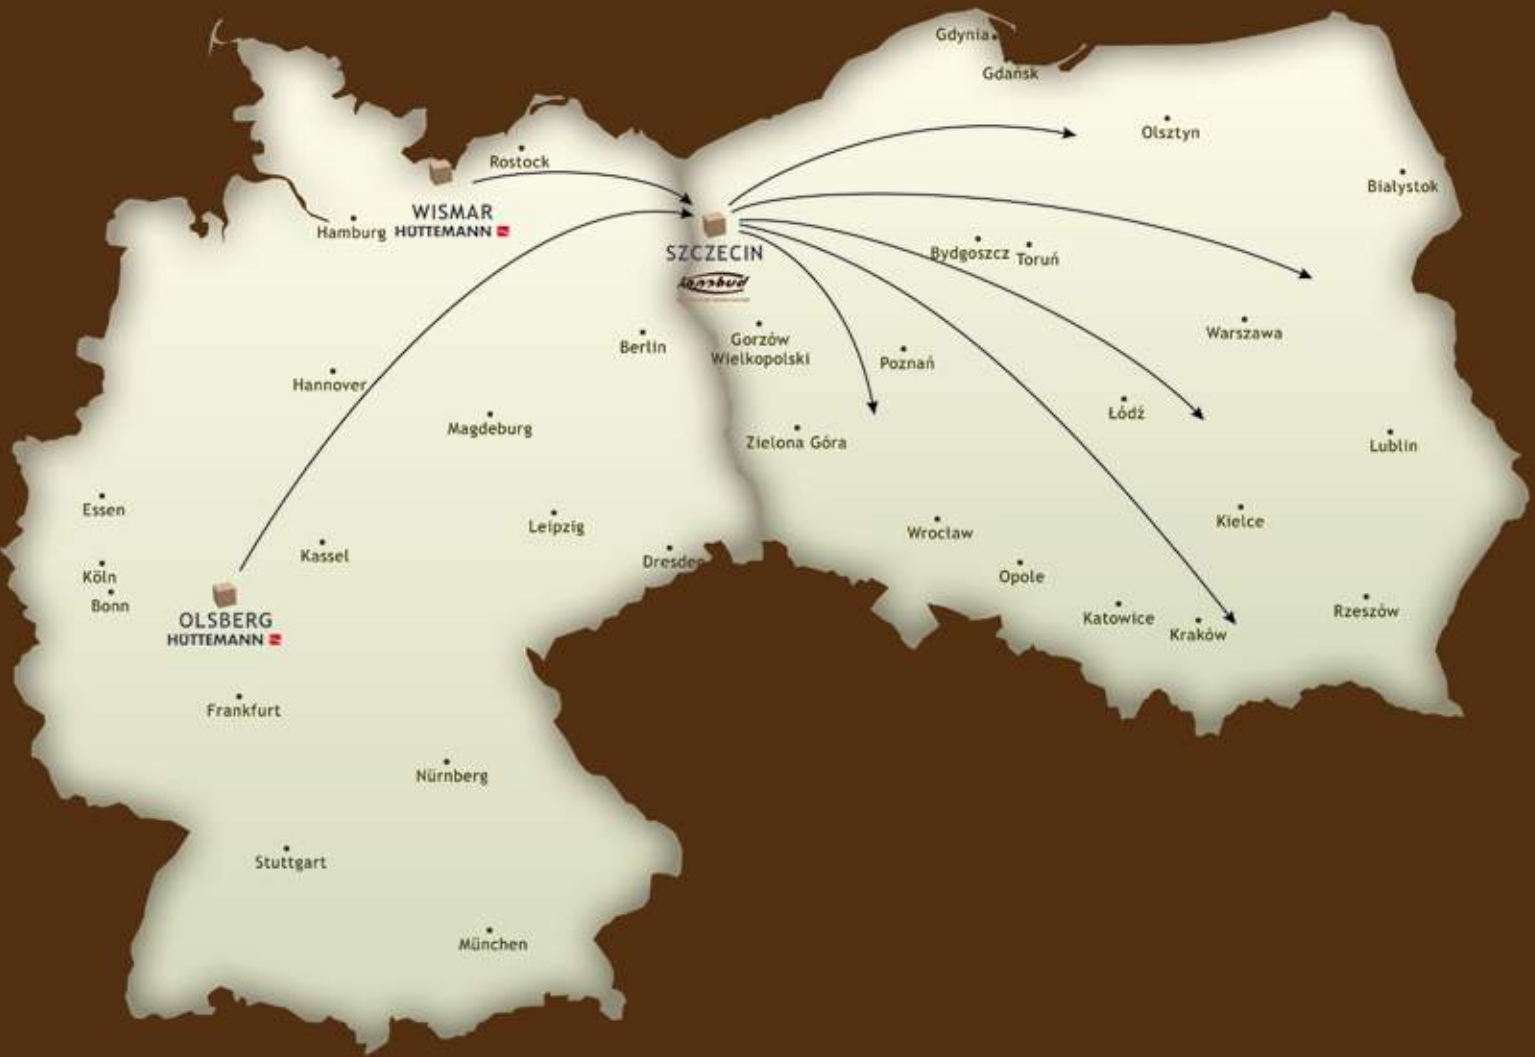 Gdynia
Gdańsk
Olsztyn
Rostock
Białystok
WISMAR
HÜTTEMANN
Hamburg
SZCZECIN
Bydgoszcz
Toruń
Berlin
Gorzów
Wielkopolski
Warszawa
Poznań
Hannover
Magdeburg
Łódź
Zielona Góra
Lublin
Essen
Leipzig
Wrocław
Kielce
Kassel
Dresden
Köln
Opole
Bonn
Katowice
Kraków
Rzeszów
OLSBERG
HÜTTEMANN
Frankfurt
Nürnberg
Stuttgart
München